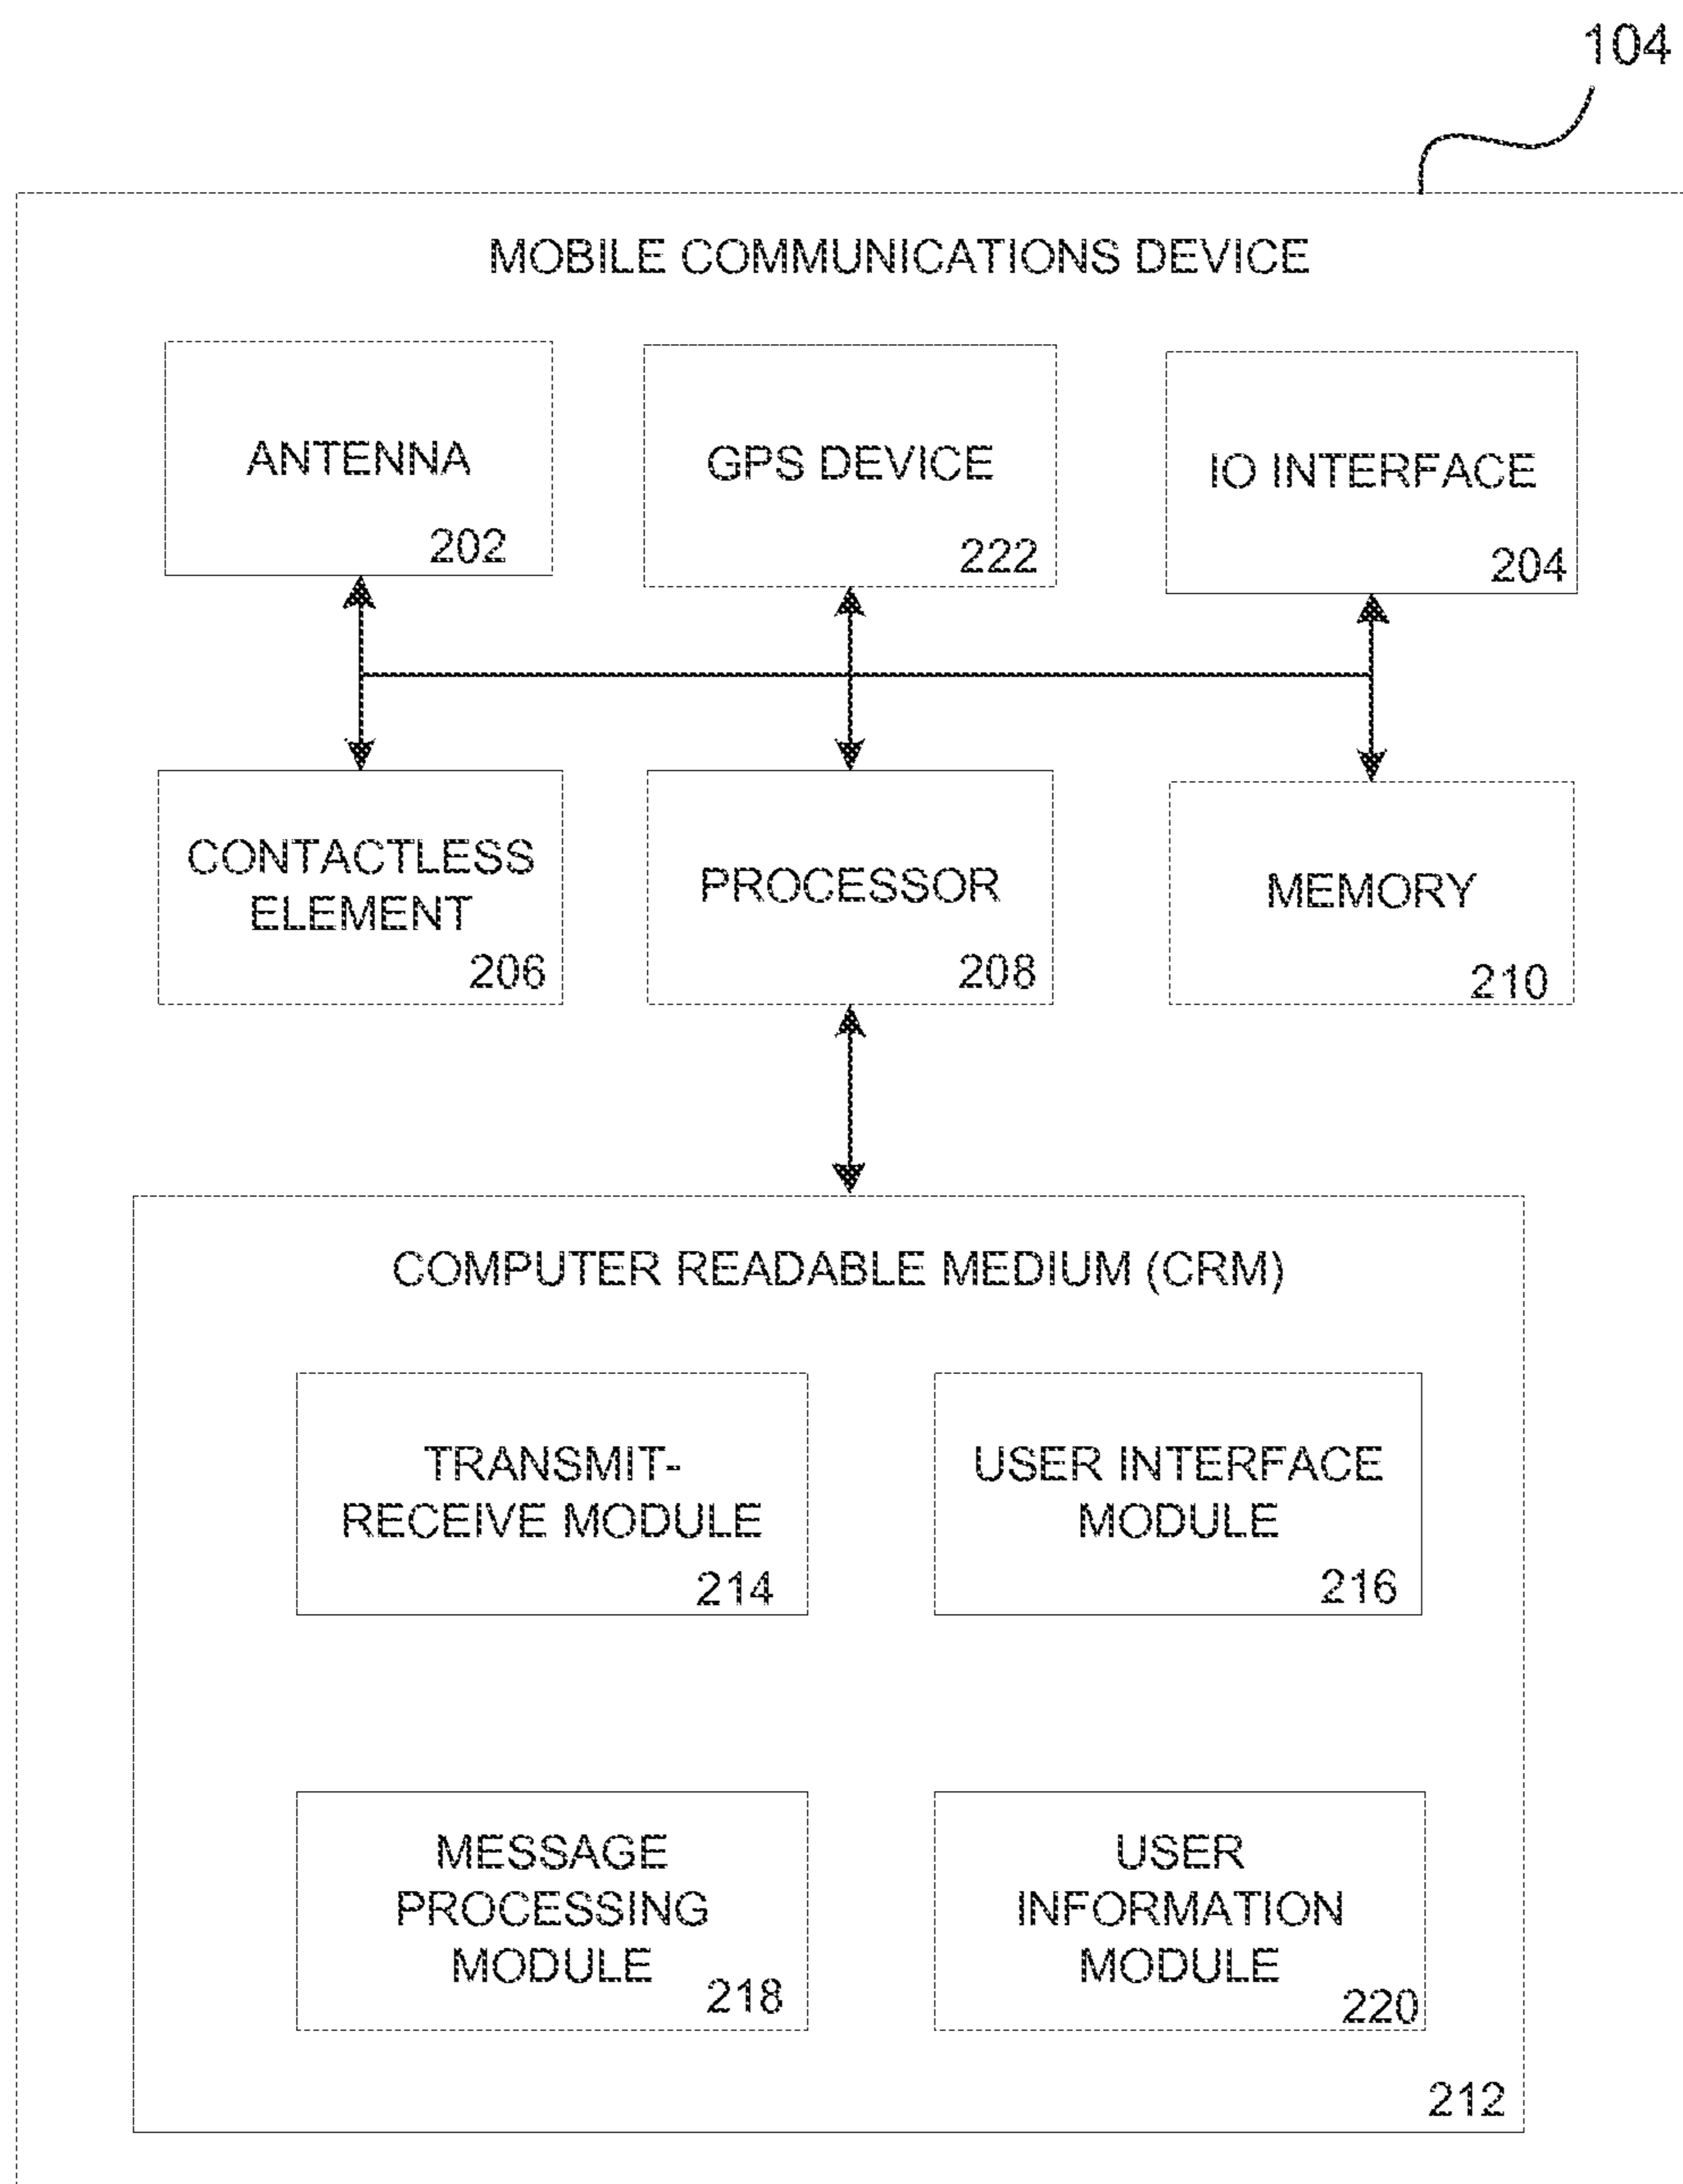 104
MOBILE COMMUNICATIONS DEVICE
ANTENNA
202
GPS DEVICE
222
IO INTERFACE
204
CONTACTLESS
ELEMENT
206
PROCESSOR
208
MEMORY
210
COMPUTER READABLE MEDIUM (CRM)
TRANSMIT-
RECEIVE MODULE
214
USER INTERFACE
MODULE
216
MESSAGE
PROCESSING
MODULE
218
USER
INFORMATION
MODULE
220
212